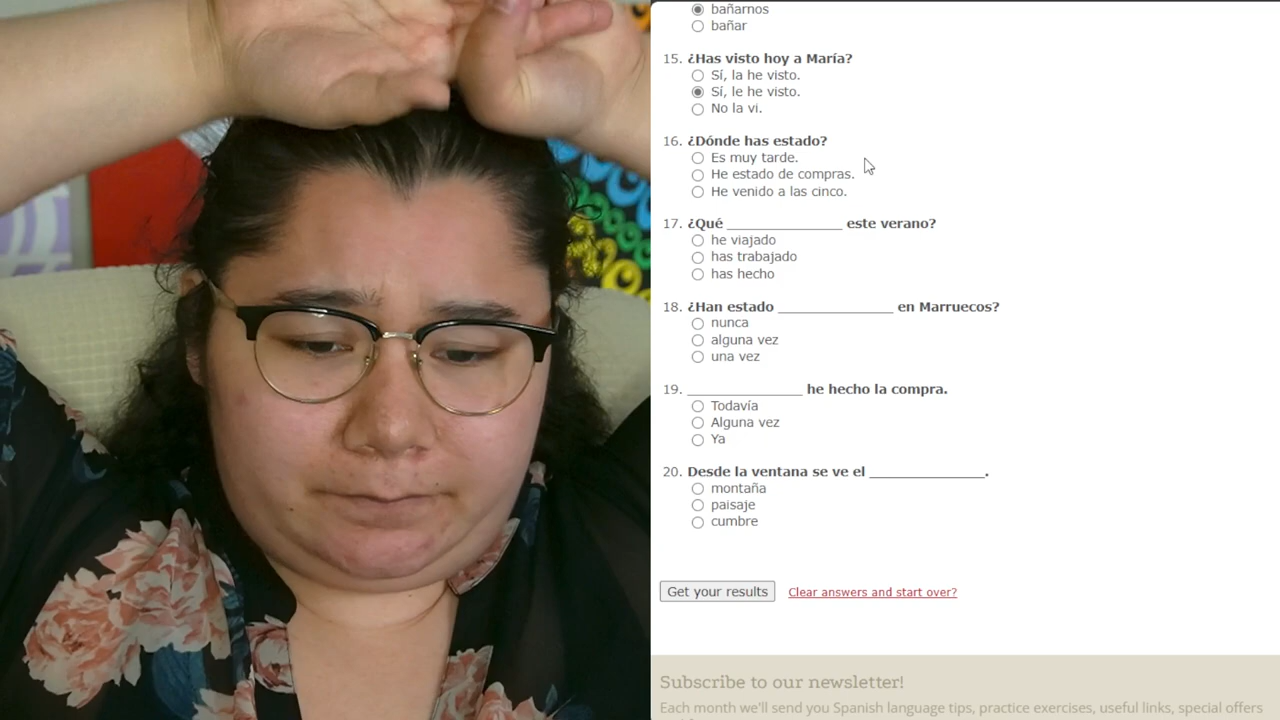 bañarnos
bañar
15. ¿Has visto hoy a María?
Sí, la he visto.
Sí, le he visto.
No la vi.
16. ¿Dónde has estado?
Es muy tarde.
He estado de compras.
He venido a las cinco.
17. ¿Qué _______________ este verano?
he viajado
has trabajado
has hecho
18. ¿Han estado _______________ en Marruecos?
nunca
alguna vez
una vez
19. _______________ he hecho la compra.
Todavía
Alguna vez
Ya
20. Desde la ventana se ve el _______________.
montaña
paisaje
cumbre
Get your results Clear answers and start over?
Subscribe to our newsletter!
Each month we'll send you Spanish language tips, practice exercises, useful links, special offers